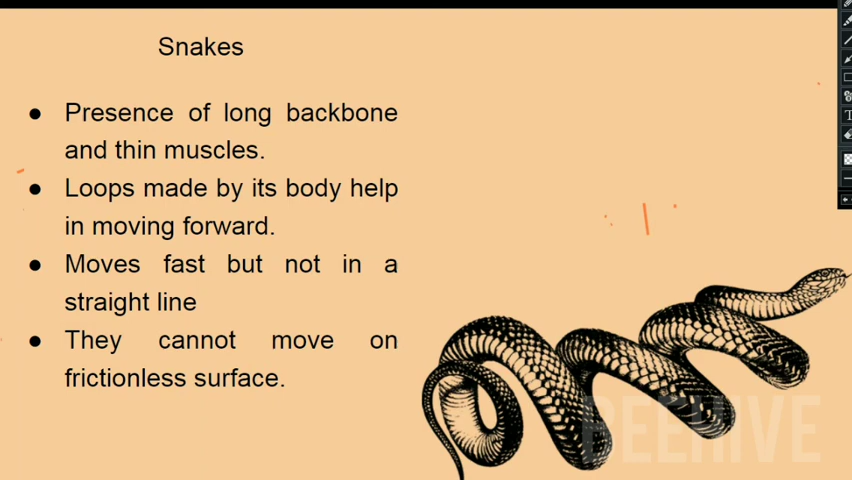 Snakes
● Presence of long backbone
and thin muscles.
● Loops made by its body help
in moving forward.
● Moves fast but not in a
straight line
● They cannot move on
frictionless surface.
BEEHIVE